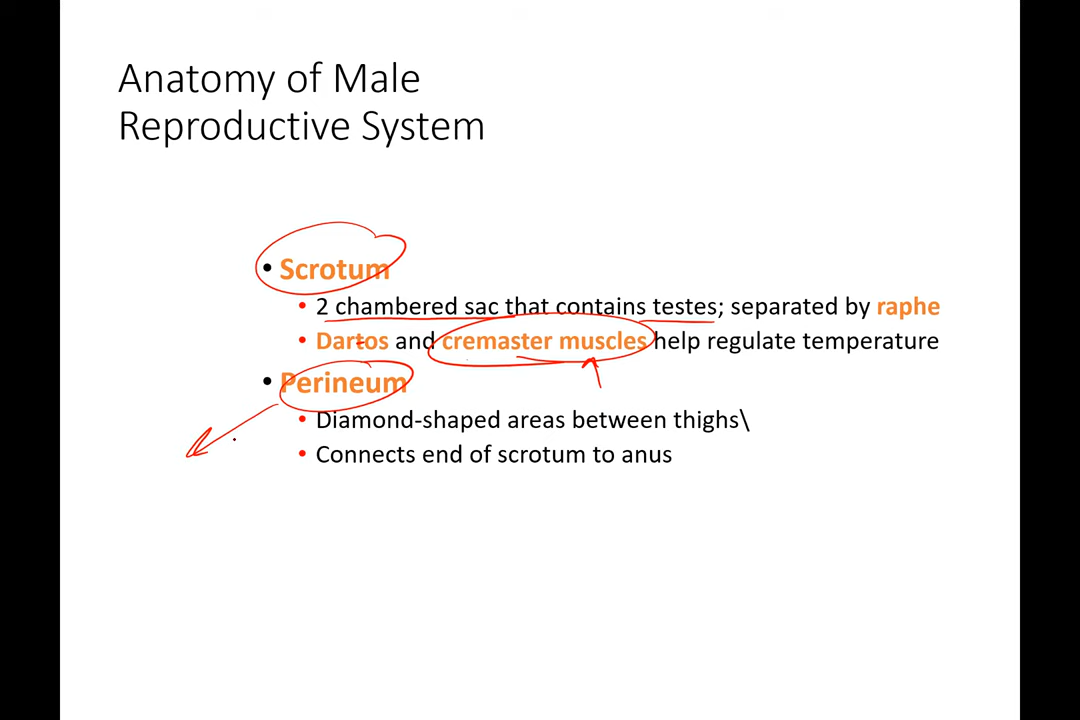 Anatomy of Male
Reproductive System
• Scrotum
• 2 chambered sac that contains testes; separated by raphe
• Dartos and cremaster muscles help regulate temperature
• Perineum
• Diamond-shaped areas between thighs\
• Connects end of scrotum to anus